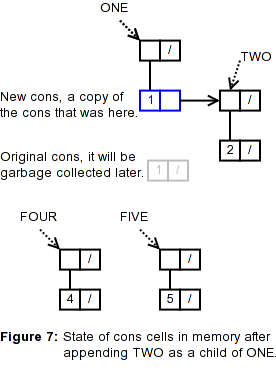 ONE
/
TWO
New cons, a copy of
the cons that was here.
1
/
Original cons, it will be
garbage collected later.
1 /
2 /
FOUR FIVE
/ /
4 / 5 /
Figure 7: State of cons cells in memory after
appending TWO as a child of ONE.